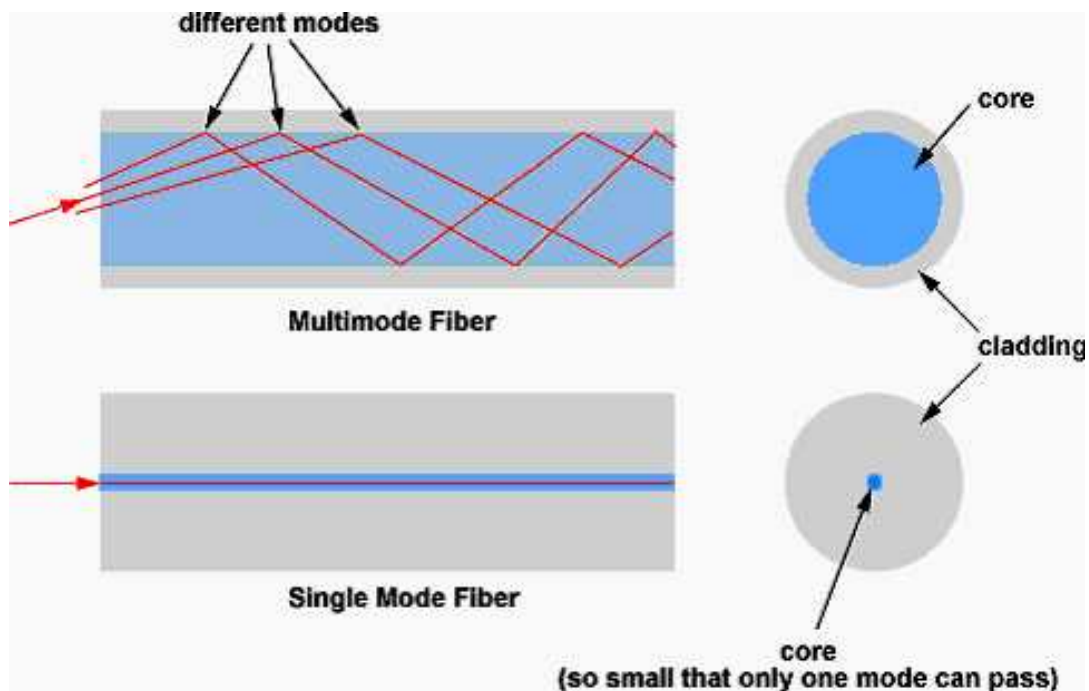 different modes
core
Multimode Fiber
cladding
Single Mode Fiber
core
(so small that only one mode can pass)